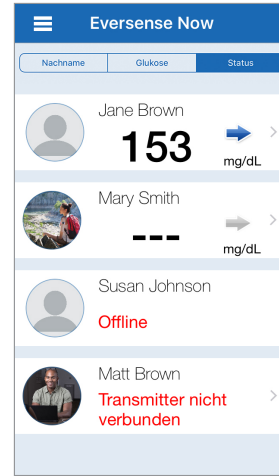 Eversense Now
Nachname Glukose Status
Jane Brown
153
mg/dL
Mary Smith
---
mg/dL
Susan Johnson
Offline
Matt Brown
Transmitter nicht
verbunden